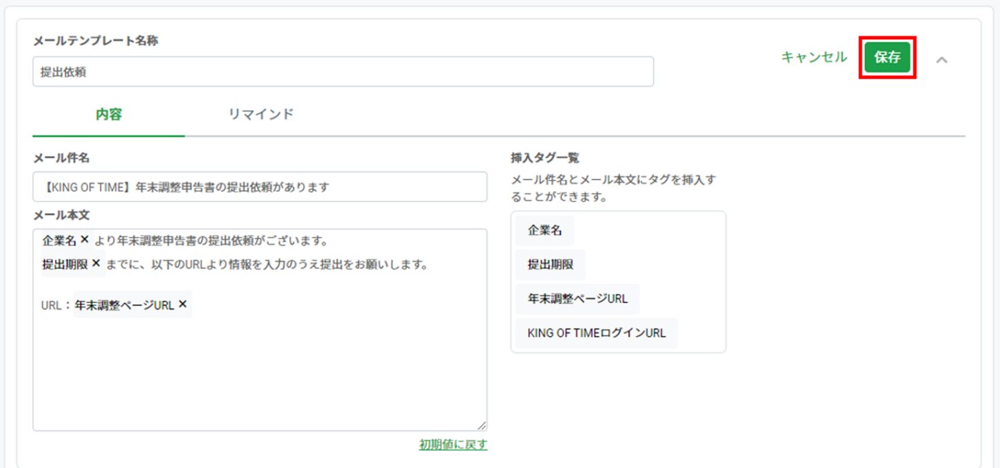 メールテンプレート名称
キャンセル
保存
提出依頼
内容
リマインド
メール件名
【KING OF TIME】年末調整申告書の提出依頼があります
メール本文
企業名 × より年末調整申告書の提出依頼がございます。
提出期限 × までに、以下のURLより情報を入力のうえ提出をお願いします。
URL：年末調整ページURL ×
初期値に戻す
挿入タグ一覧
メール件名とメール本文にタグを挿入す
ることができます。
企業名
提出期限
年末調整ページURL
KING OF TIMEログインURL